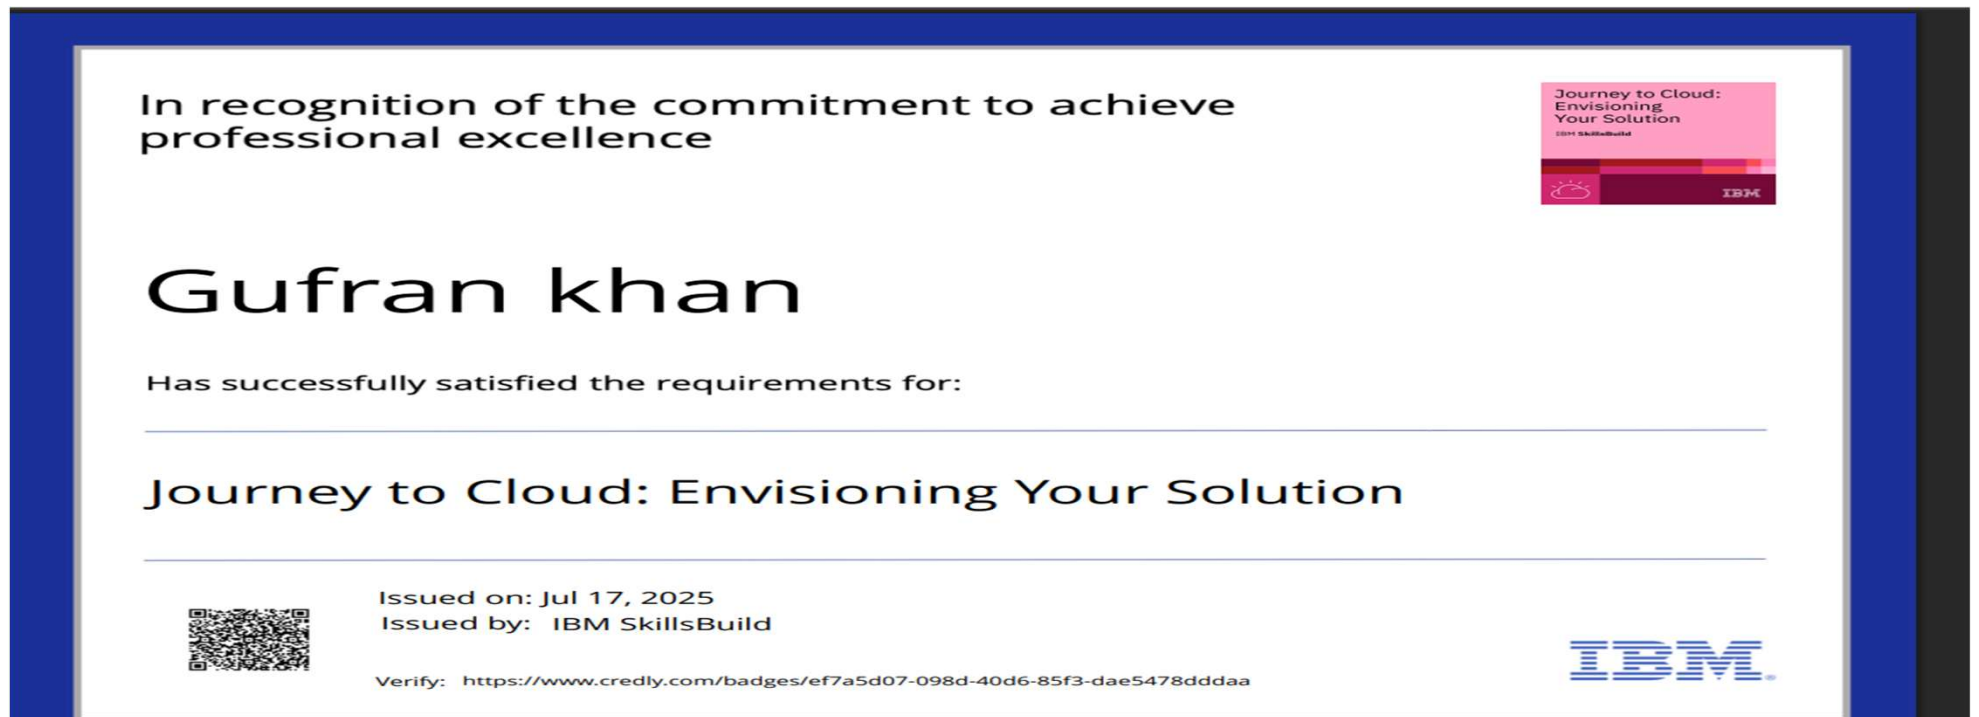 In recognition of the commitment to achieve
professional excellence
Journey to Cloud:
Envisioning
Your Solution
IBM SkillsBuild
IBM
Gufran khan
Has successfully satisfied the requirements for:
Journey to Cloud: Envisioning Your Solution
Issued on: Jul 17, 2025
Issued by: IBM SkillsBuild
Verify: https://www.credly.com/badges/ef7a5d07-098d-40d6-85f3-dae5478dddaa
IBM®